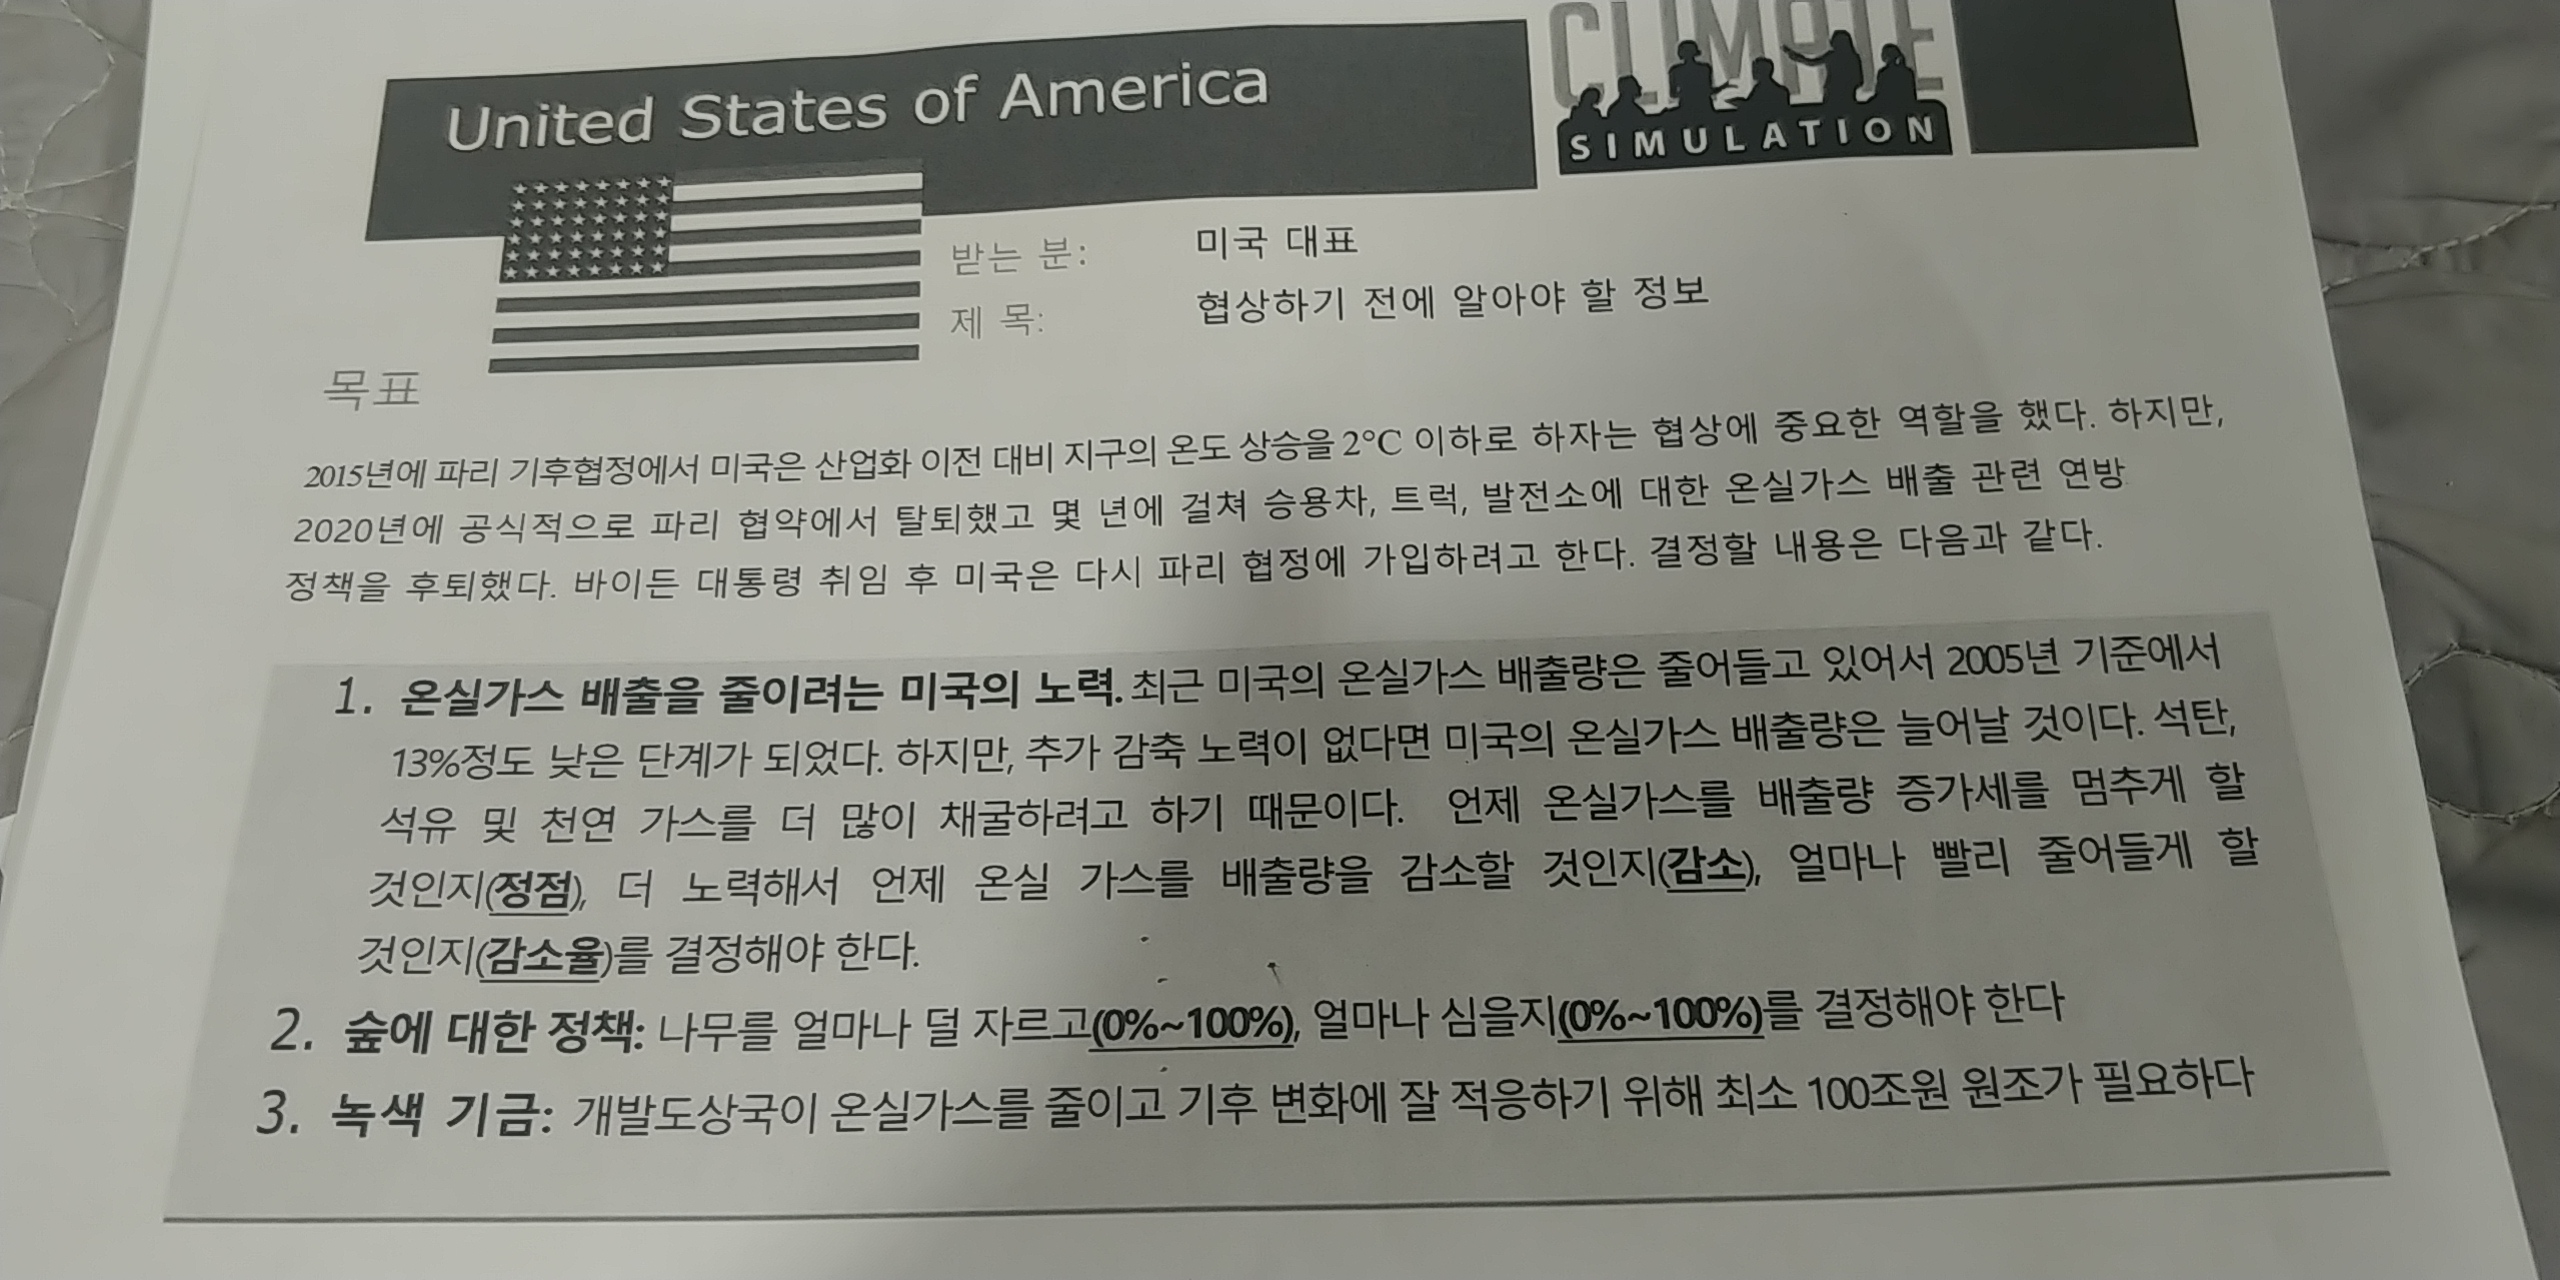 United States of America
CLIMATE
SIMULATION
받는 분: 미국 대표
제 목: 협상하기 전에 알아야 할 정보
목표
2015년에 파리 기후협정에서 미국은 산업화 이전 대비 지구의 온도 상승을 2°C 이하로 하자는 협상에 중요한 역할을 했다. 하지만,
2020년에 공식적으로 파리 협약에서 탈퇴했고 몇 년에 걸쳐 승용차, 트럭, 발전소에 대한 온실가스 배출 관련 연방
정책을 후퇴했다. 바이든 대통령 취임 후 미국은 다시 파리 협정에 가입하려고 한다. 결정할 내용은 다음과 같다.
1. 온실가스 배출을 줄이려는 미국의 노력. 최근 미국의 온실가스 배출량은 줄어들고 있어서 2005년 기준에서
13%정도 낮은 단계가 되었다. 하지만, 추가 감축 노력이 없다면 미국의 온실가스 배출량은 늘어날 것이다. 석탄,
석유 및 천연 가스를 더 많이 채굴하려고 하기 때문이다. 언제 온실가스를 배출량 증가세를 멈추게 할
것인지(정점), 더 노력해서 언제 온실 가스를 배출량을 감소할 것인지(감소), 얼마나 빨리 줄어들게 할
것인지(감소율)를 결정해야 한다.
2. 숲에 대한 정책: 나무를 얼마나 덜 자르고(0%~100%), 얼마나 심을지(0%~100%)를 결정해야 한다
3. 녹색 기금: 개발도상국이 온실가스를 줄이고 기후 변화에 잘 적응하기 위해 최소 100조원 원조가 필요하다